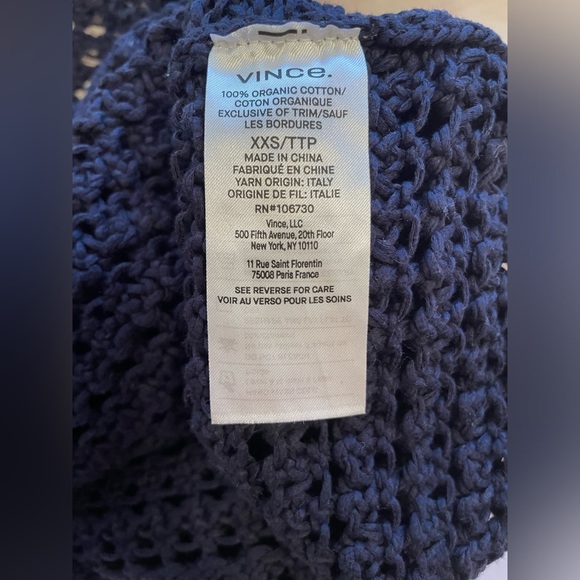 VINCe.
100% ORGANIC COTTON/
COTON ORGANIQUE
EXCLUSIVE OF TRIM/SAUF
LES BORDURES
XXS/TTP
MADE IN CHINA
FABRIQUÉ EN CHINE
YARN ORIGIN: ITALY
ORIGINE DE FIL: ITALIE
RN#106730
Vince, LLC
500 Fifth Avenue, 20th Floor
New York, NY 10110
11 Rue Saint Florentin
75008 Paris France
SEE REVERSE FOR CARE
VOIR AU VERSO POUR LES SOINS